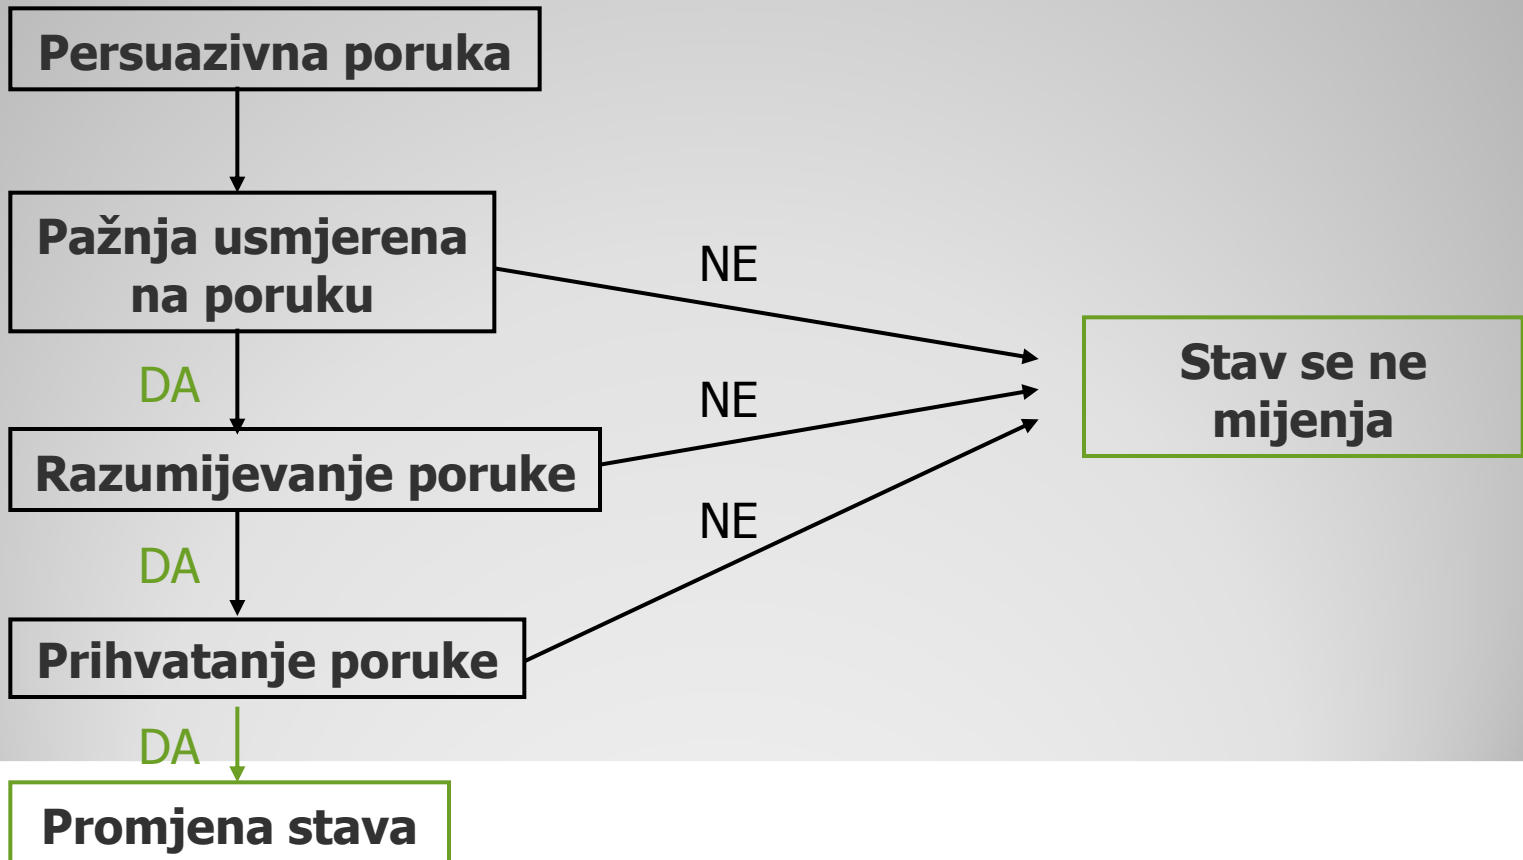 Persuazivna poruka
Pažnja usmjerena
na poruku
NE
DA
NE
Stav se ne
mijenja
Razumijevanje poruke
NE
DA
Prihvatanje poruke
DA
Promjena stava